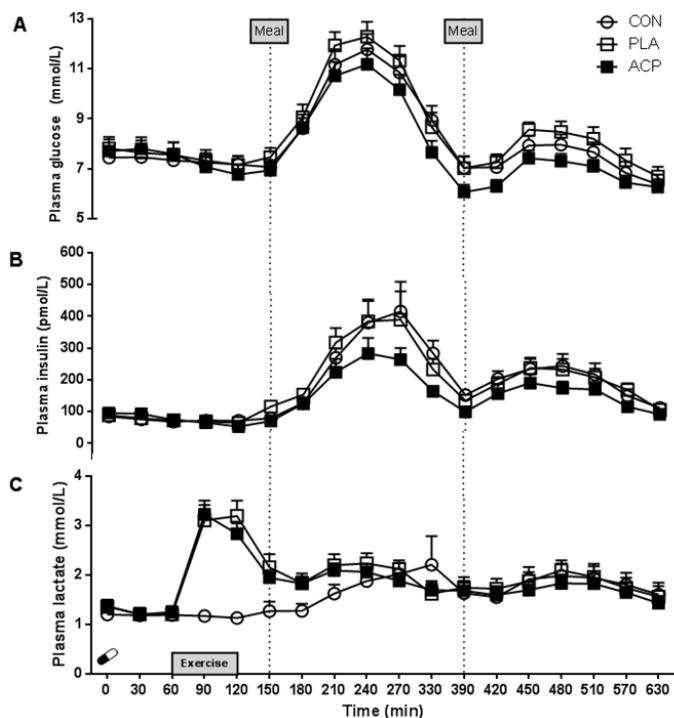 A
Plasma glucose (mmol/L)
13
11
9
7
5
Meal
Meal
CON
PLA
ACP
B
Plasma insulin (pmol/L)
600
500
400
300
200
100
0
C
Plasma lactate (mmol/L)
4
3
2
1
0
Exercise
0 30 60 90 120 150 180 210 240 270 330 390 420 450 480 510 570 630
Time (min)